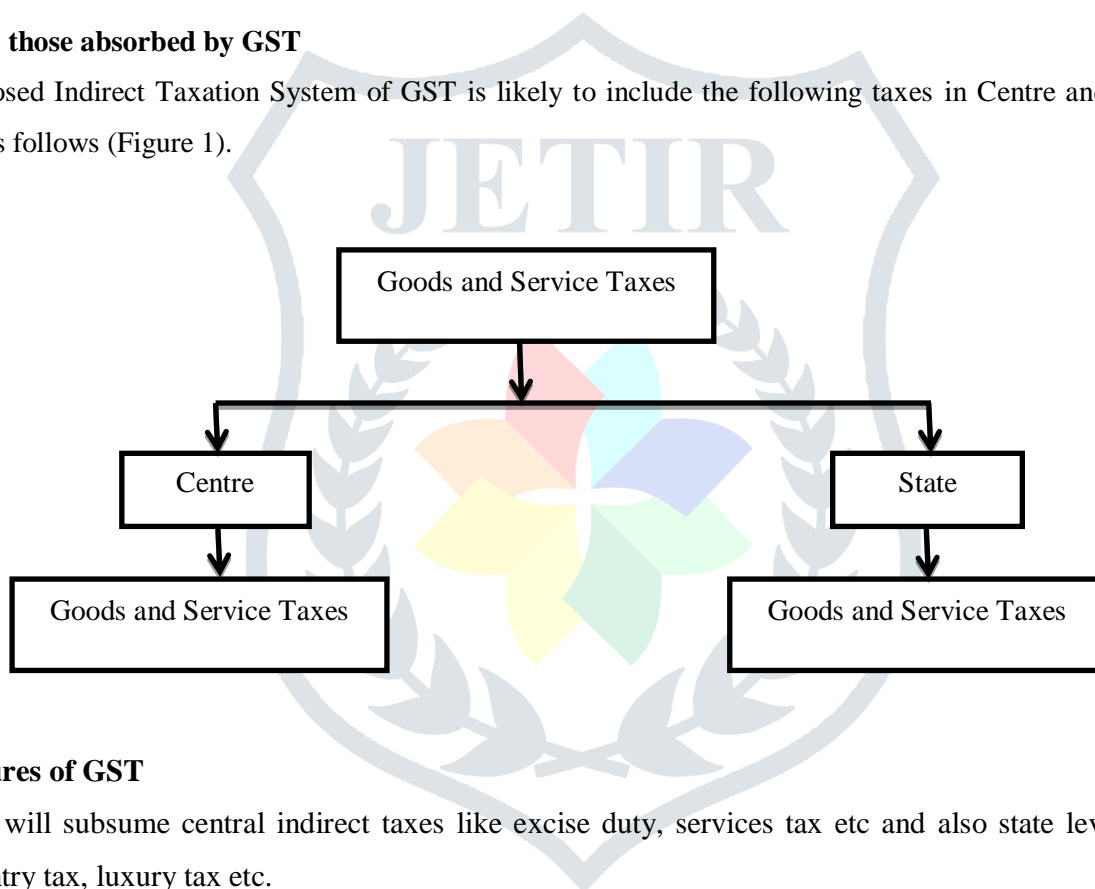 those absorbed by GST
osed Indirect Taxation System of GST is likely to include the following taxes in Centre and
s follows (Figure 1).
JETIR
Goods and Service Taxes
Centre
State
Goods and Service Taxes
Goods and Service Taxes
ures of GST
will subsume central indirect taxes like excise duty, services tax etc and also state lev
ntry tax, luxury tax etc.